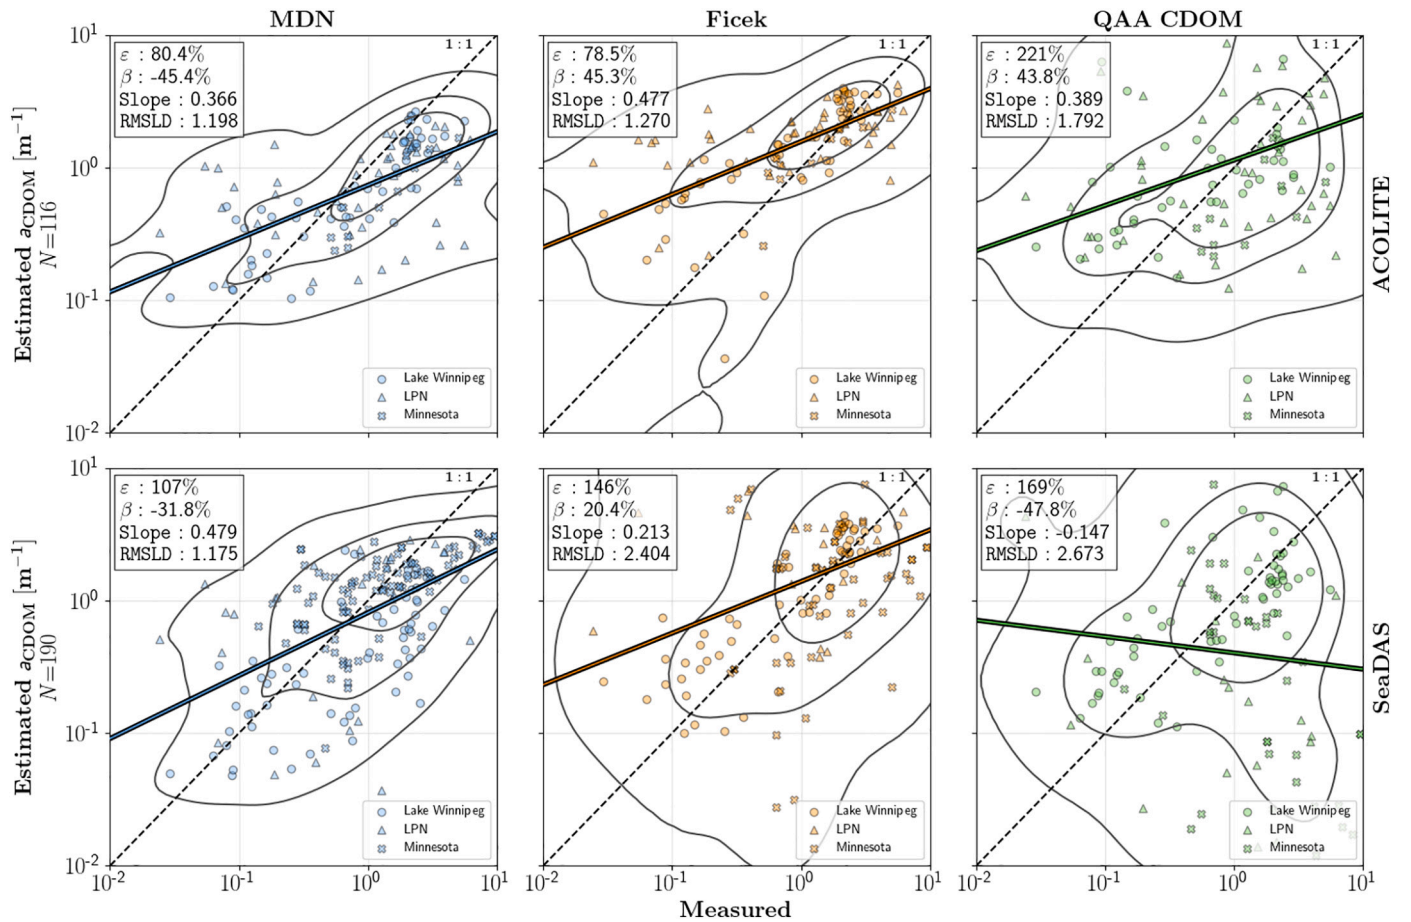 MDN
Ficek
QAA CDOM
10¹
ε : 80.4%
β : -45.4%
Slope : 0.366
RMSLD : 1.198
1 : 1
ε : 78.5%
β : 45.3%
Slope : 0.477
RMSLD : 1.270
1 : 1
ε : 221%
β : 43.8%
Slope : 0.389
RMSLD : 1.792
1 : 1
Estimated aCDOM [m⁻¹]
N=116
10⁰
10⁻¹
10⁻²
ACOLITE
Lake Winnipeg
LPN
Minnesota
Lake Winnipeg
LPN
Minnesota
Lake Winnipeg
LPN
Minnesota
10¹
ε : 107%
β : -31.8%
Slope : 0.479
RMSLD : 1.175
1 : 1
ε : 146%
β : 20.4%
Slope : 0.213
RMSLD : 2.404
1 : 1
ε : 169%
β : -47.8%
Slope : -0.147
RMSLD : 2.673
1 : 1
Estimated aCDOM [m⁻¹]
N=190
10⁰
10⁻¹
10⁻²
SeaDAS
Lake Winnipeg
LPN
Minnesota
Lake Winnipeg
LPN
Minnesota
Lake Winnipeg
LPN
Minnesota
10⁻² 10⁻¹ 10⁰ 10¹
10⁻² 10⁻¹ 10⁰ 10¹
10⁻² 10⁻¹ 10⁰ 10¹
Measured